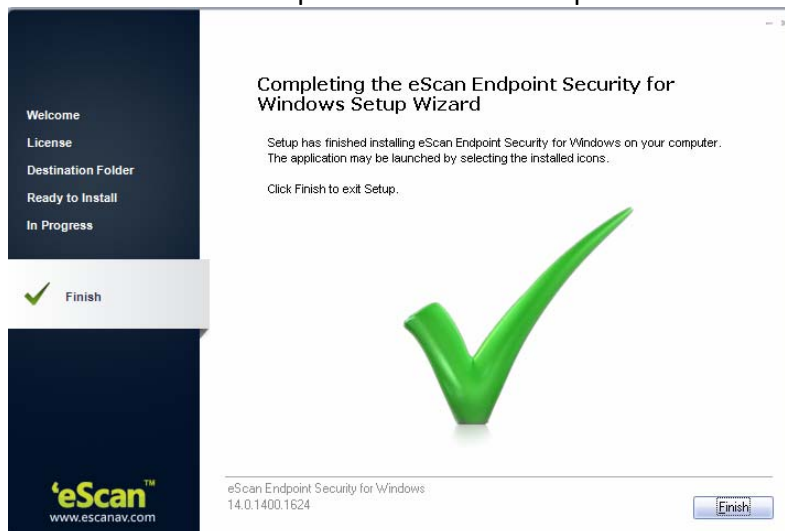 Completing the eScan Endpoint Security for
Windows Setup Wizard
Welcome
License
Destination Folder
Ready to Install
In Progress
Finish
Setup has finished installing eScan Endpoint Security for Windows on your computer.
The application may be launched by selecting the installed icons.
Click Finish to exit Setup.
eScan™
www.escanav.com
eScan Endpoint Security for Windows
14.0.1400.1624
Finish